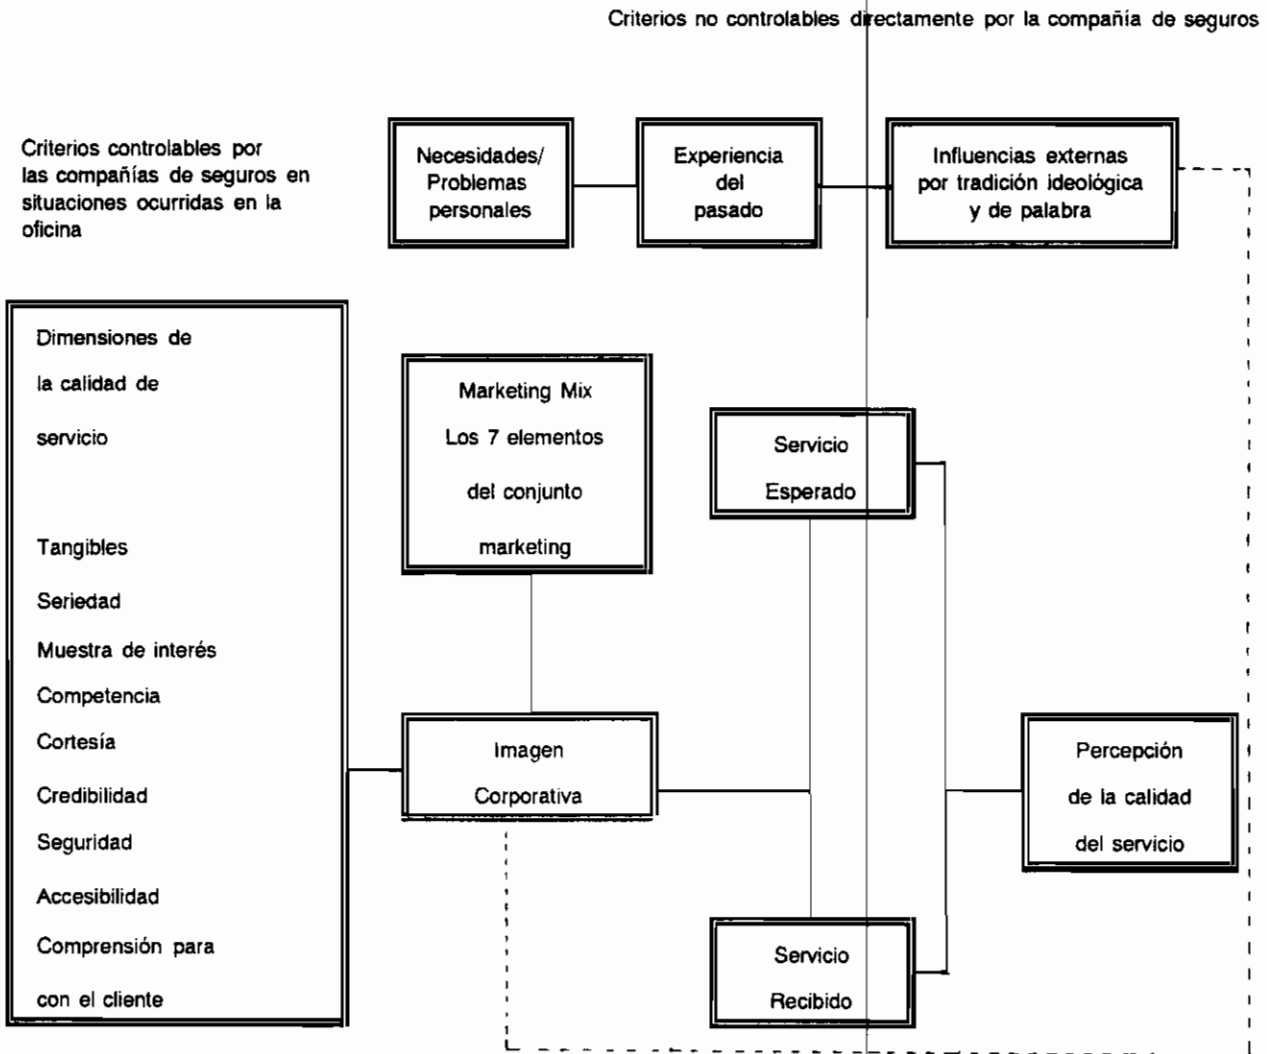 Criterios no controlables directamente por la compañía de seguros
Criterios controlables por
las compañías de seguros en
situaciones ocurridas en la
oficina
Necesidades/
Problemas
personales
Experiencia
del
pasado
Influencias externas
por tradición ideológica
y de palabra
Dimensiones de
la calidad de
servicio
Tangibles
Seriedad
Muestra de interés
Competencia
Cortesía
Credibilidad
Seguridad
Accesibilidad
Comprensión para
con el cliente
Marketing Mix
Los 7 elementos
del conjunto
marketing
Imagen
Corporativa
Servicio
Esperado
Servicio
Recibido
Percepción
de la calidad
del servicio